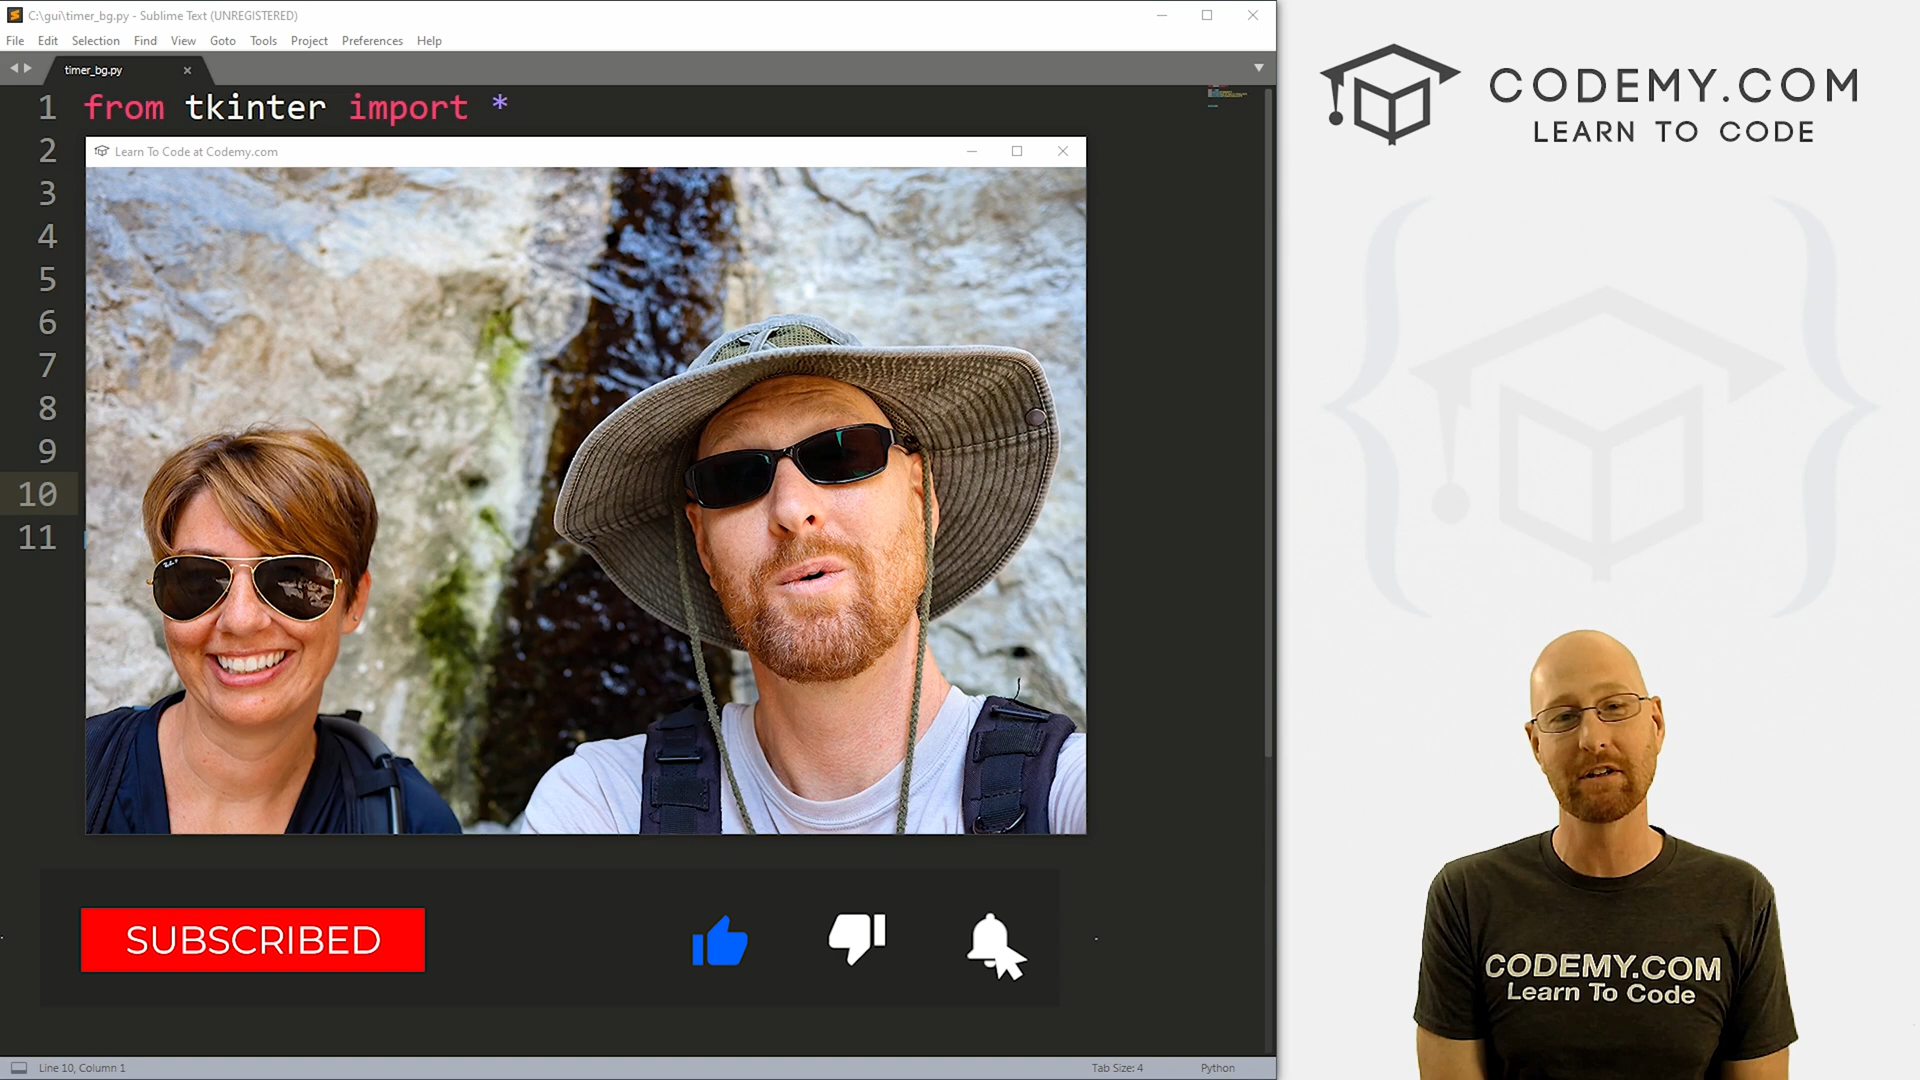 C:\gui\timer_bg.py - Sublime Text (UNREGISTERED)
File Edit Selection Find View Goto Tools Project Preferences Help
timer_bg.py
1 from tkinter import *
2
3
4
5
6
7
8
9
10
11
Learn To Code at Codemy.com
SUBSCRIBED
Line 10, Column 1
Tab Size: 4
Python
CODEMY.COM
LEARN TO CODE
CODEMY.COM
Learn To Code